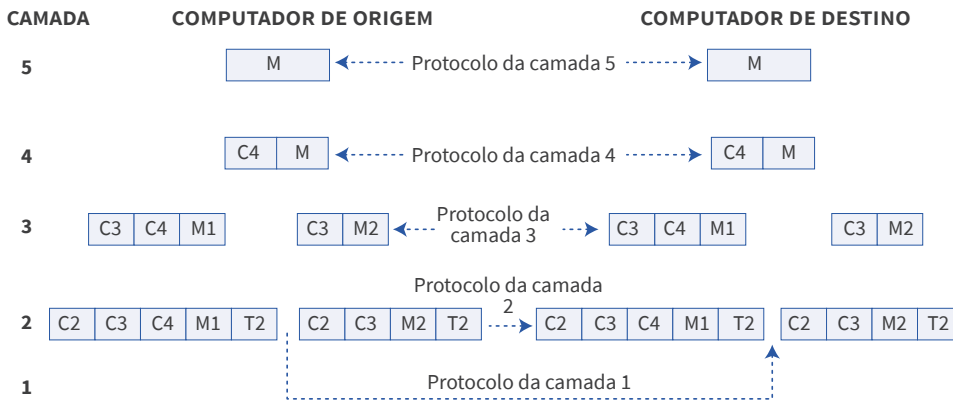 CAMADA COMPUTADOR DE ORIGEM COMPUTADOR DE DESTINO
5 M Protocolo da camada 5 M
4 C4 M Protocolo da camada 4 C4 M
3 C3 C4 M1 C3 M2 Protocolo da camada 3 C3 C4 M1 C3 M2
Protocolo da camada
2 C2 C3 C4 M1 T2 C2 C3 M2 T2 2 C2 C3 C4 M1 T2 C2 C3 M2 T2
1 Protocolo da camada 1